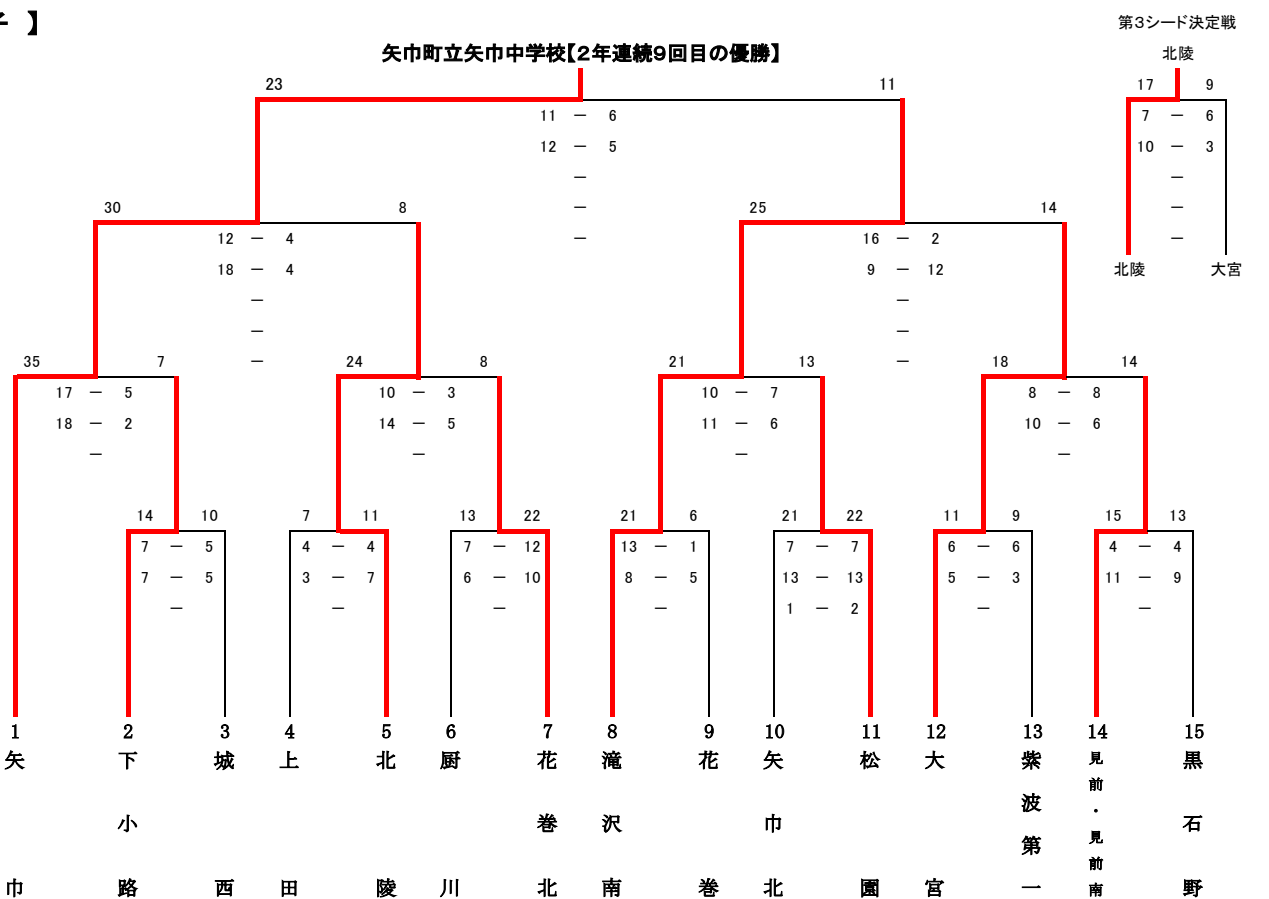 子 】
第3シード決定戦
矢巾町立矢巾中学校【2年連続9回目の優勝】
北陵
23 11
17 9
11 — 6
7 — 6
12 — 5
10 — 3
—
—
—
—
—
—
北陵 大宮
30 8
25 14
12 — 4
16 — 2
18 — 4
9 — 12
—
—
—
—
—
—
35 7
24 8
21 13
18 14
17 — 5
10 — 3
10 — 7
8 — 8
18 — 2
14 — 5
11 — 6
10 — 6
—
—
—
—
14 10
7 11
13 22
21 6
21 22
11 9
15 13
7 — 5
4 — 4
7 — 12
13 — 1
7 — 7
6 — 6
4 — 4
7 — 5
3 — 7
6 — 10
8 — 5
13 — 13
5 — 3
11 — 9
—
—
—
—
1 — 2
—
—
1 2 3 4 5 6 7 8 9 10 11 12 13 14 15
矢巾
下小路
城西
上田
北陵
厨川
花巻北
滝沢南
花巻
矢巾北
松園
大宮
紫波第一
見前・見前南
黒石野